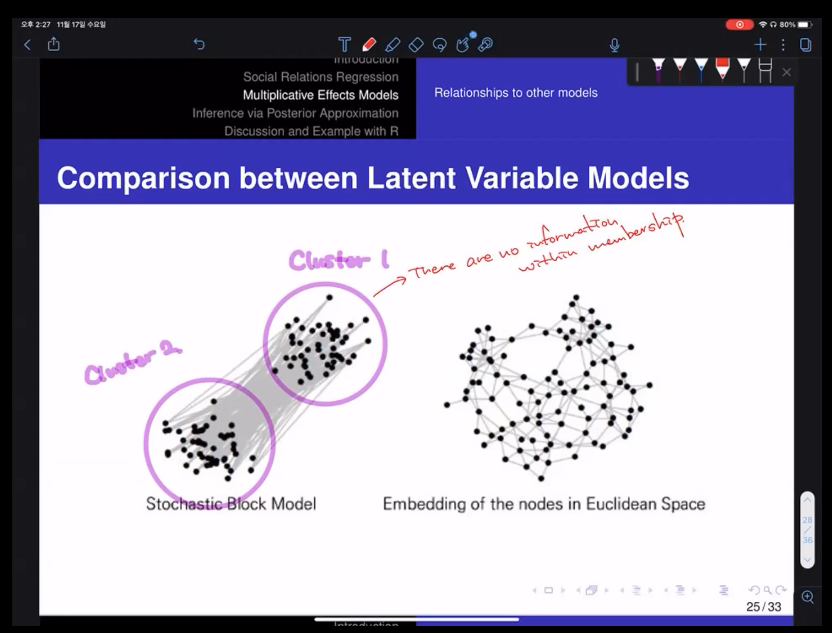 오후 2:27 11월 17일 수요일
80%
Introduction
Social Relations Regression
Multiplicative Effects Models
Inference via Posterior Approximation
Discussion and Example with R
Relationships to other models
Comparison between Latent Variable Models
Cluster 1
There are no information
within membership.
Cluster 2
Stochastic Block Model
Embedding of the nodes in Euclidean Space
28
/
36
25/33
Introduction